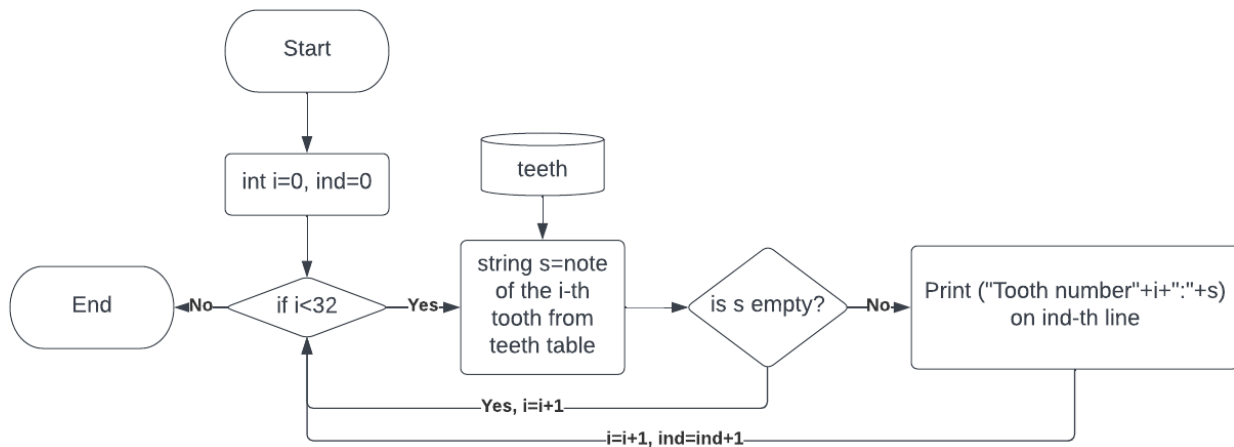 Start
int i=0, ind=0
teeth
End
No
if i<32
Yes
string s=note
of the i-th
tooth from
teeth table
is s empty?
No
Print ("Tooth number"+i+":"+s)
on ind-th line
Yes, i=i+1
i=i+1, ind=ind+1